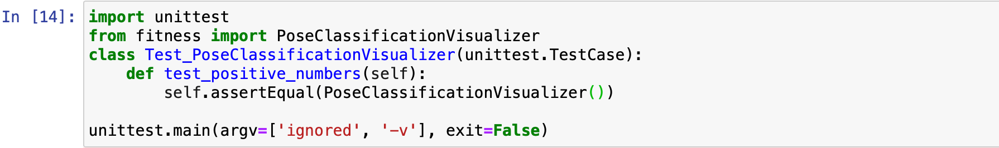 In [14]: import unittest
from fitness import PoseClassificationVisualizer
class Test_PoseClassificationVisualizer(unittest.TestCase):
    def test_positive_numbers(self):
        self.assertEqual(PoseClassificationVisualizer())
unittest.main(argv=['ignored', '-v'], exit=False)